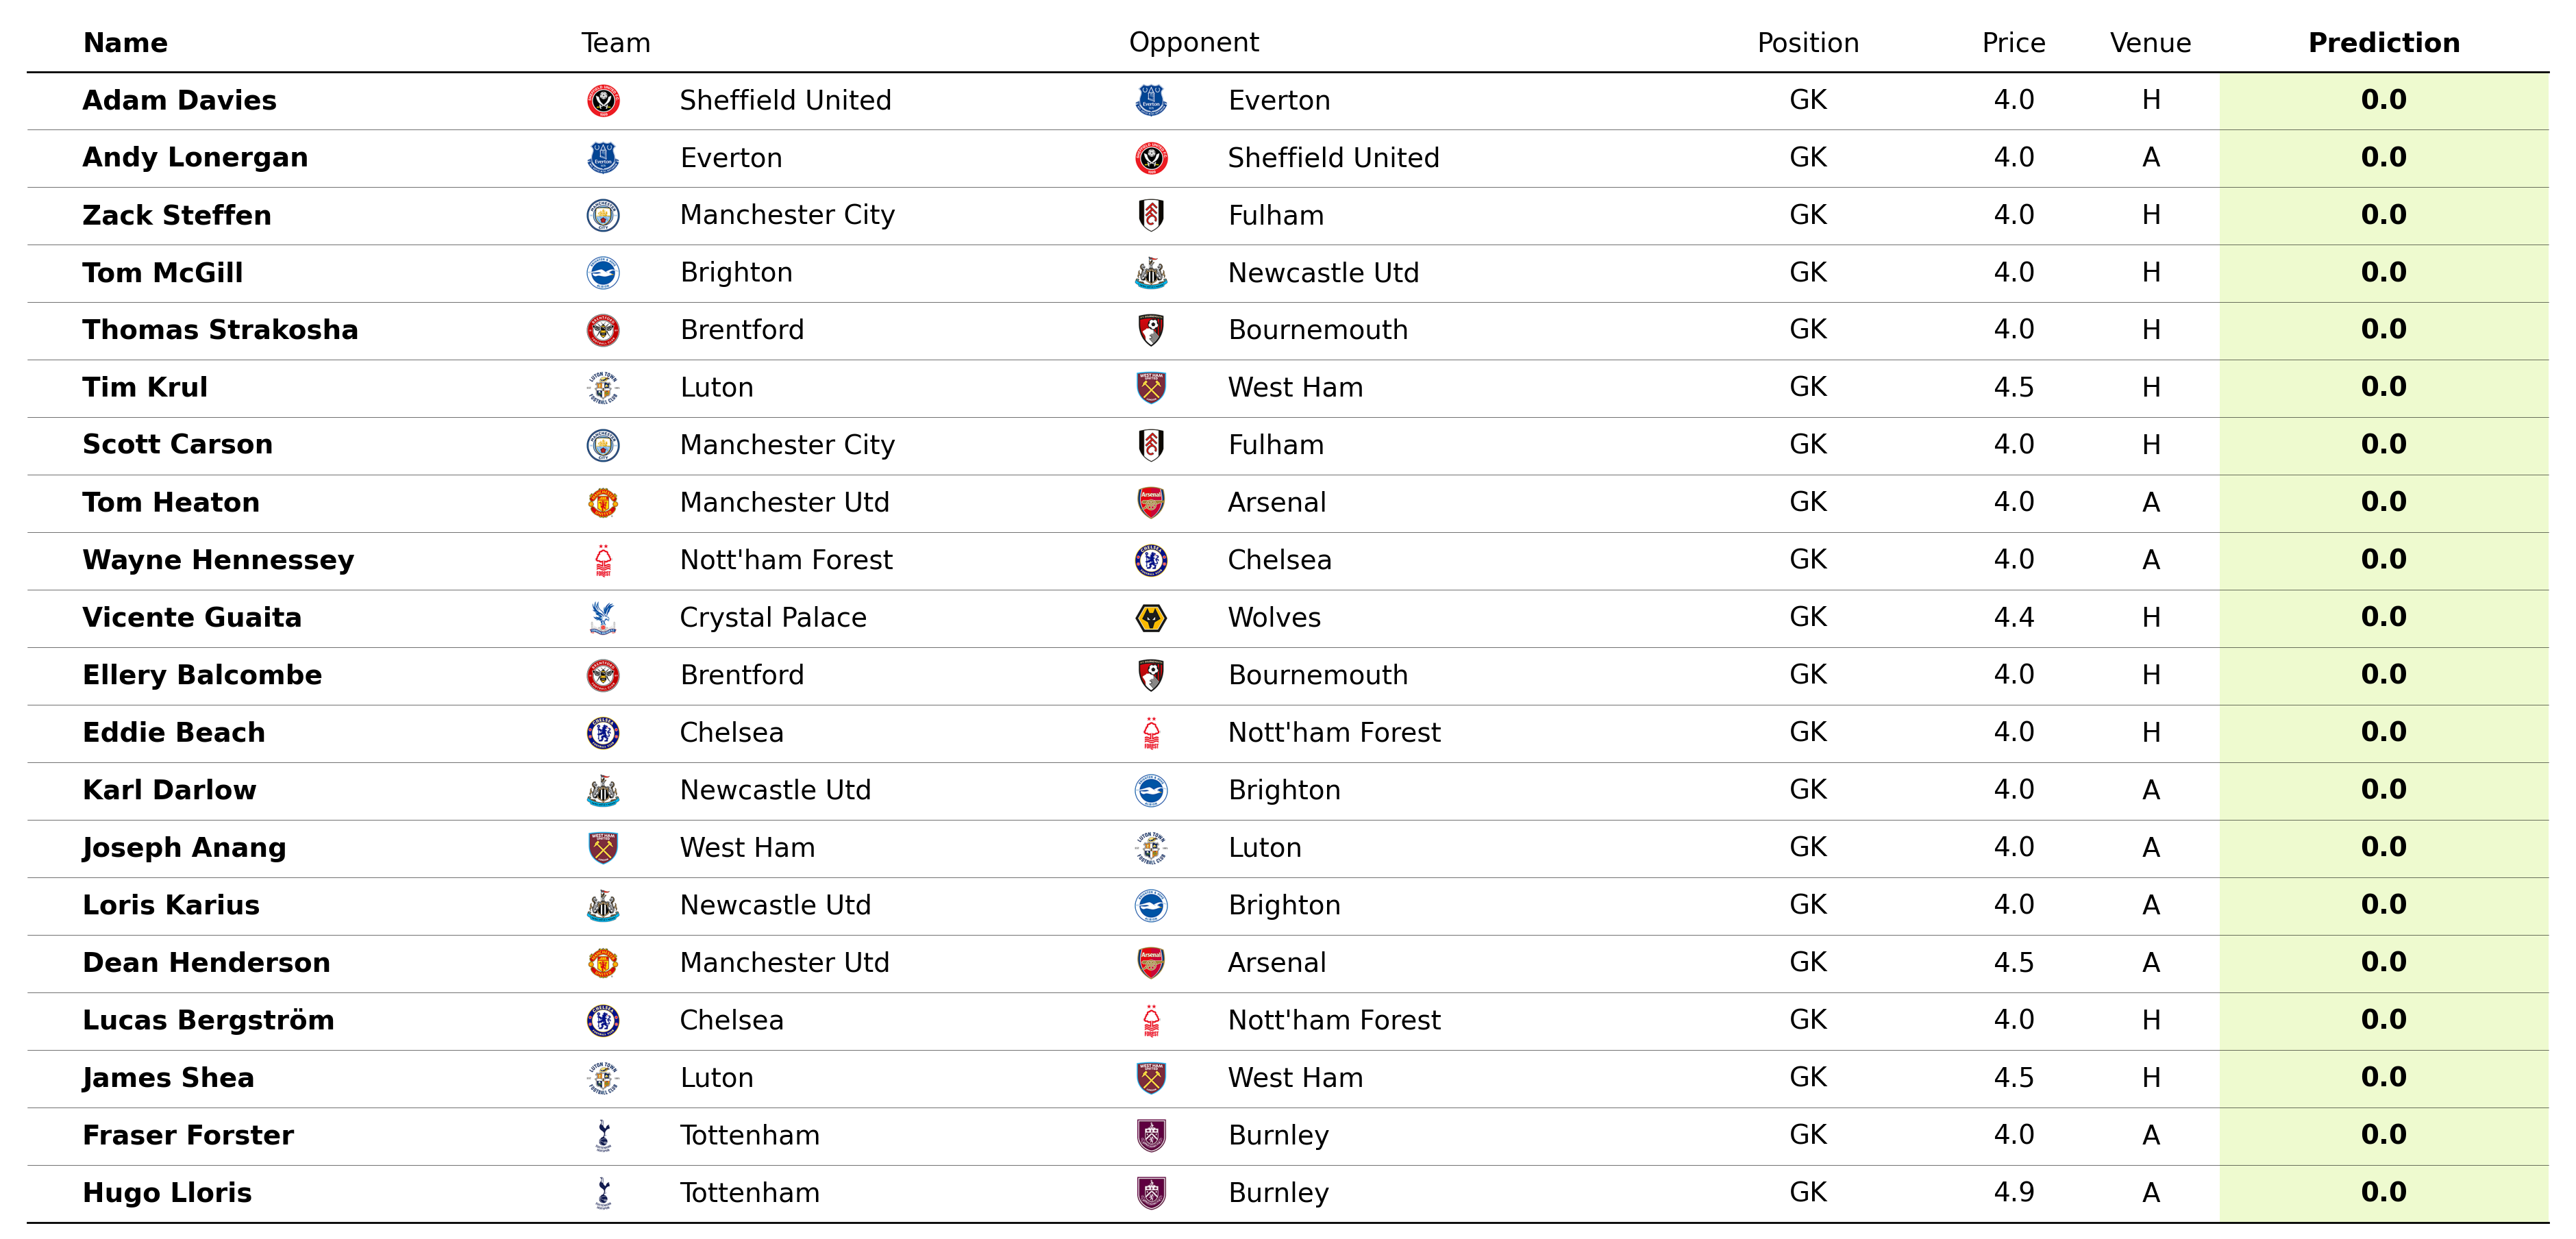 Name Team Opponent Position Price Venue Prediction
Adam Davies Sheffield United Everton GK 4.0 H 0.0
Andy Lonergan Everton Sheffield United GK 4.0 A 0.0
Zack Steffen Manchester City Fulham GK 4.0 H 0.0
Tom McGill Brighton Newcastle Utd GK 4.0 H 0.0
Thomas Strakosha Brentford Bournemouth GK 4.0 H 0.0
Tim Krul Luton West Ham GK 4.5 H 0.0
Scott Carson Manchester City Fulham GK 4.0 H 0.0
Tom Heaton Manchester Utd Arsenal GK 4.0 A 0.0
Wayne Hennessey Nott'ham Forest Chelsea GK 4.0 A 0.0
Vicente Guaita Crystal Palace Wolves GK 4.4 H 0.0
Ellery Balcombe Brentford Bournemouth GK 4.0 H 0.0
Eddie Beach Chelsea Nott'ham Forest GK 4.0 H 0.0
Karl Darlow Newcastle Utd Brighton GK 4.0 A 0.0
Joseph Anang West Ham Luton GK 4.0 A 0.0
Loris Karius Newcastle Utd Brighton GK 4.0 A 0.0
Dean Henderson Manchester Utd Arsenal GK 4.5 A 0.0
Lucas Bergström Chelsea Nott'ham Forest GK 4.0 H 0.0
James Shea Luton West Ham GK 4.5 H 0.0
Fraser Forster Tottenham Burnley GK 4.0 A 0.0
Hugo Lloris Tottenham Burnley GK 4.9 A 0.0